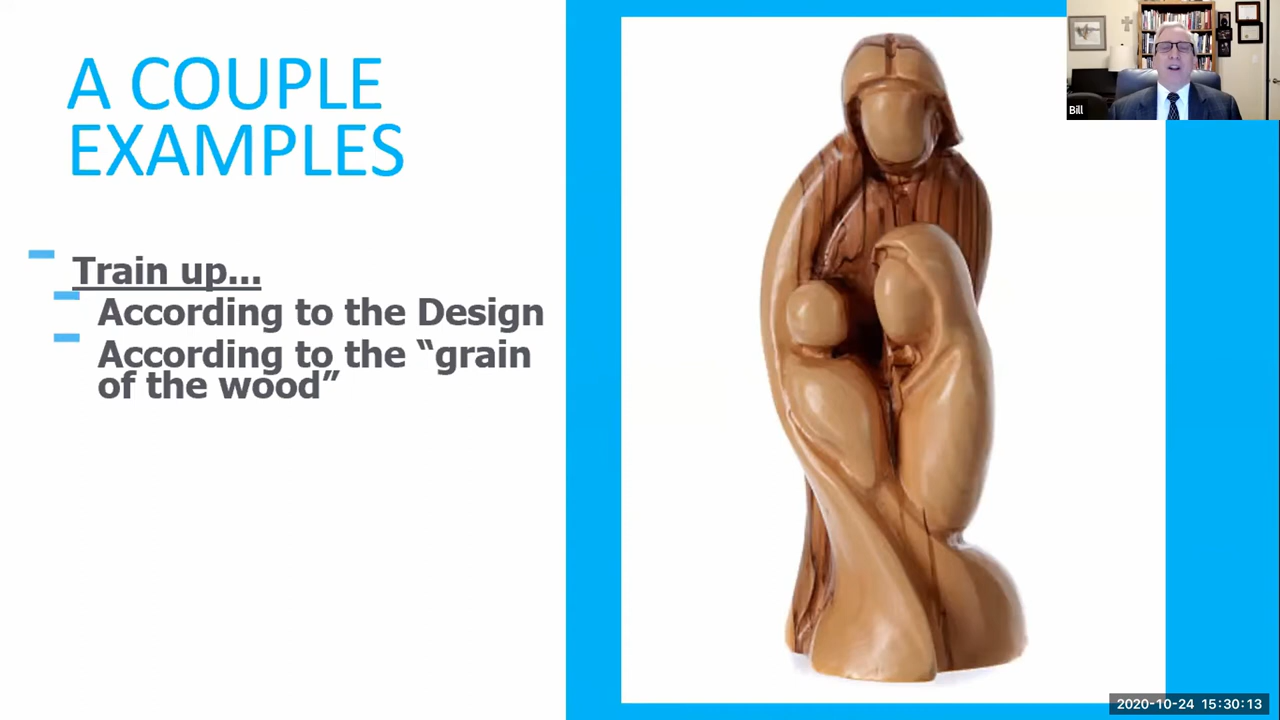 A COUPLE
EXAMPLES
Train up...
According to the Design
According to the “grain
of the wood”
Bill
2020-10-24 15:30:13